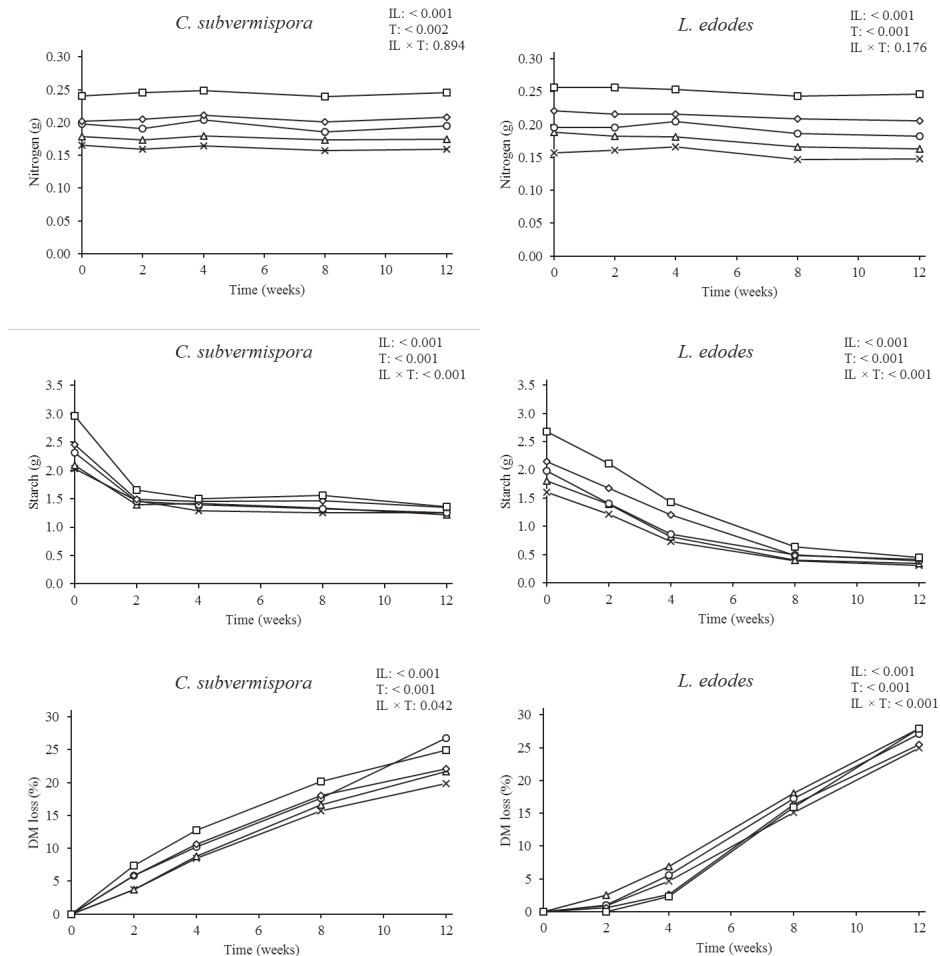 C. subvermispora
IL: < 0.001
T: < 0.002
IL × T: 0.894
Nitrogen (g)
0.30
0.25
0.20
0.15
0.10
0.05
0.00
0 2 4 6 8 10 12
Time (weeks)
L. edodes
IL: < 0.001
T: < 0.001
IL × T: 0.176
Nitrogen (g)
0.30
0.25
0.20
0.15
0.10
0.05
0.00
0 2 4 6 8 10 12
Time (weeks)
C. subvermispora
IL: < 0.001
T: < 0.001
IL × T: < 0.001
Starch (g)
3.5
3.0
2.5
2.0
1.5
1.0
0.5
0.0
0 2 4 6 8 10 12
Time (weeks)
L. edodes
IL: < 0.001
T: < 0.001
IL × T: < 0.001
Starch (g)
3.5
3.0
2.5
2.0
1.5
1.0
0.5
0.0
0 2 4 6 8 10 12
Time (weeks)
C. subvermispora
IL: < 0.001
T: < 0.001
IL × T: 0.042
DM loss (%)
30
25
20
15
10
5
0
0 2 4 6 8 10 12
Time (weeks)
L. edodes
IL: < 0.001
T: < 0.001
IL × T: < 0.001
DM loss (%)
30
25
20
15
10
5
0
0 2 4 6 8 10 12
Time (weeks)